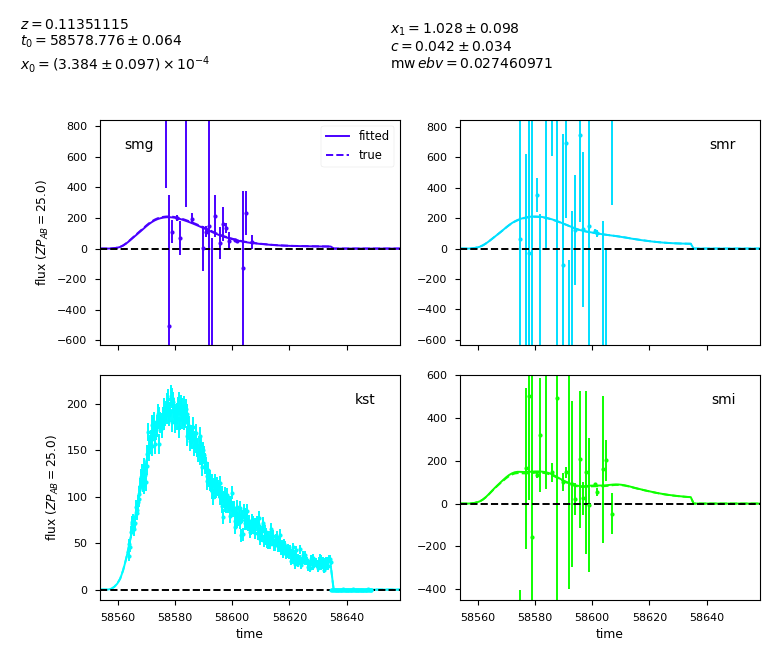 z = 0.11351115
t₀ = 58578.776 ± 0.064
x₀ = (3.384 ± 0.097) × 10⁻⁴
x₁ = 1.028 ± 0.098
c = 0.042 ± 0.034
mw ebv = 0.027460971
800
600
400
200
0
−200
−400
−600
flux (ZP_AB = 25.0)
smg
fitted
true
800
600
400
200
0
−200
−400
−600
smr
200
150
100
50
0
flux (ZP_AB = 25.0)
kst
58560 58580 58600 58620 58640
time
600
400
200
0
−200
−400
smi
58560 58580 58600 58620 58640
time